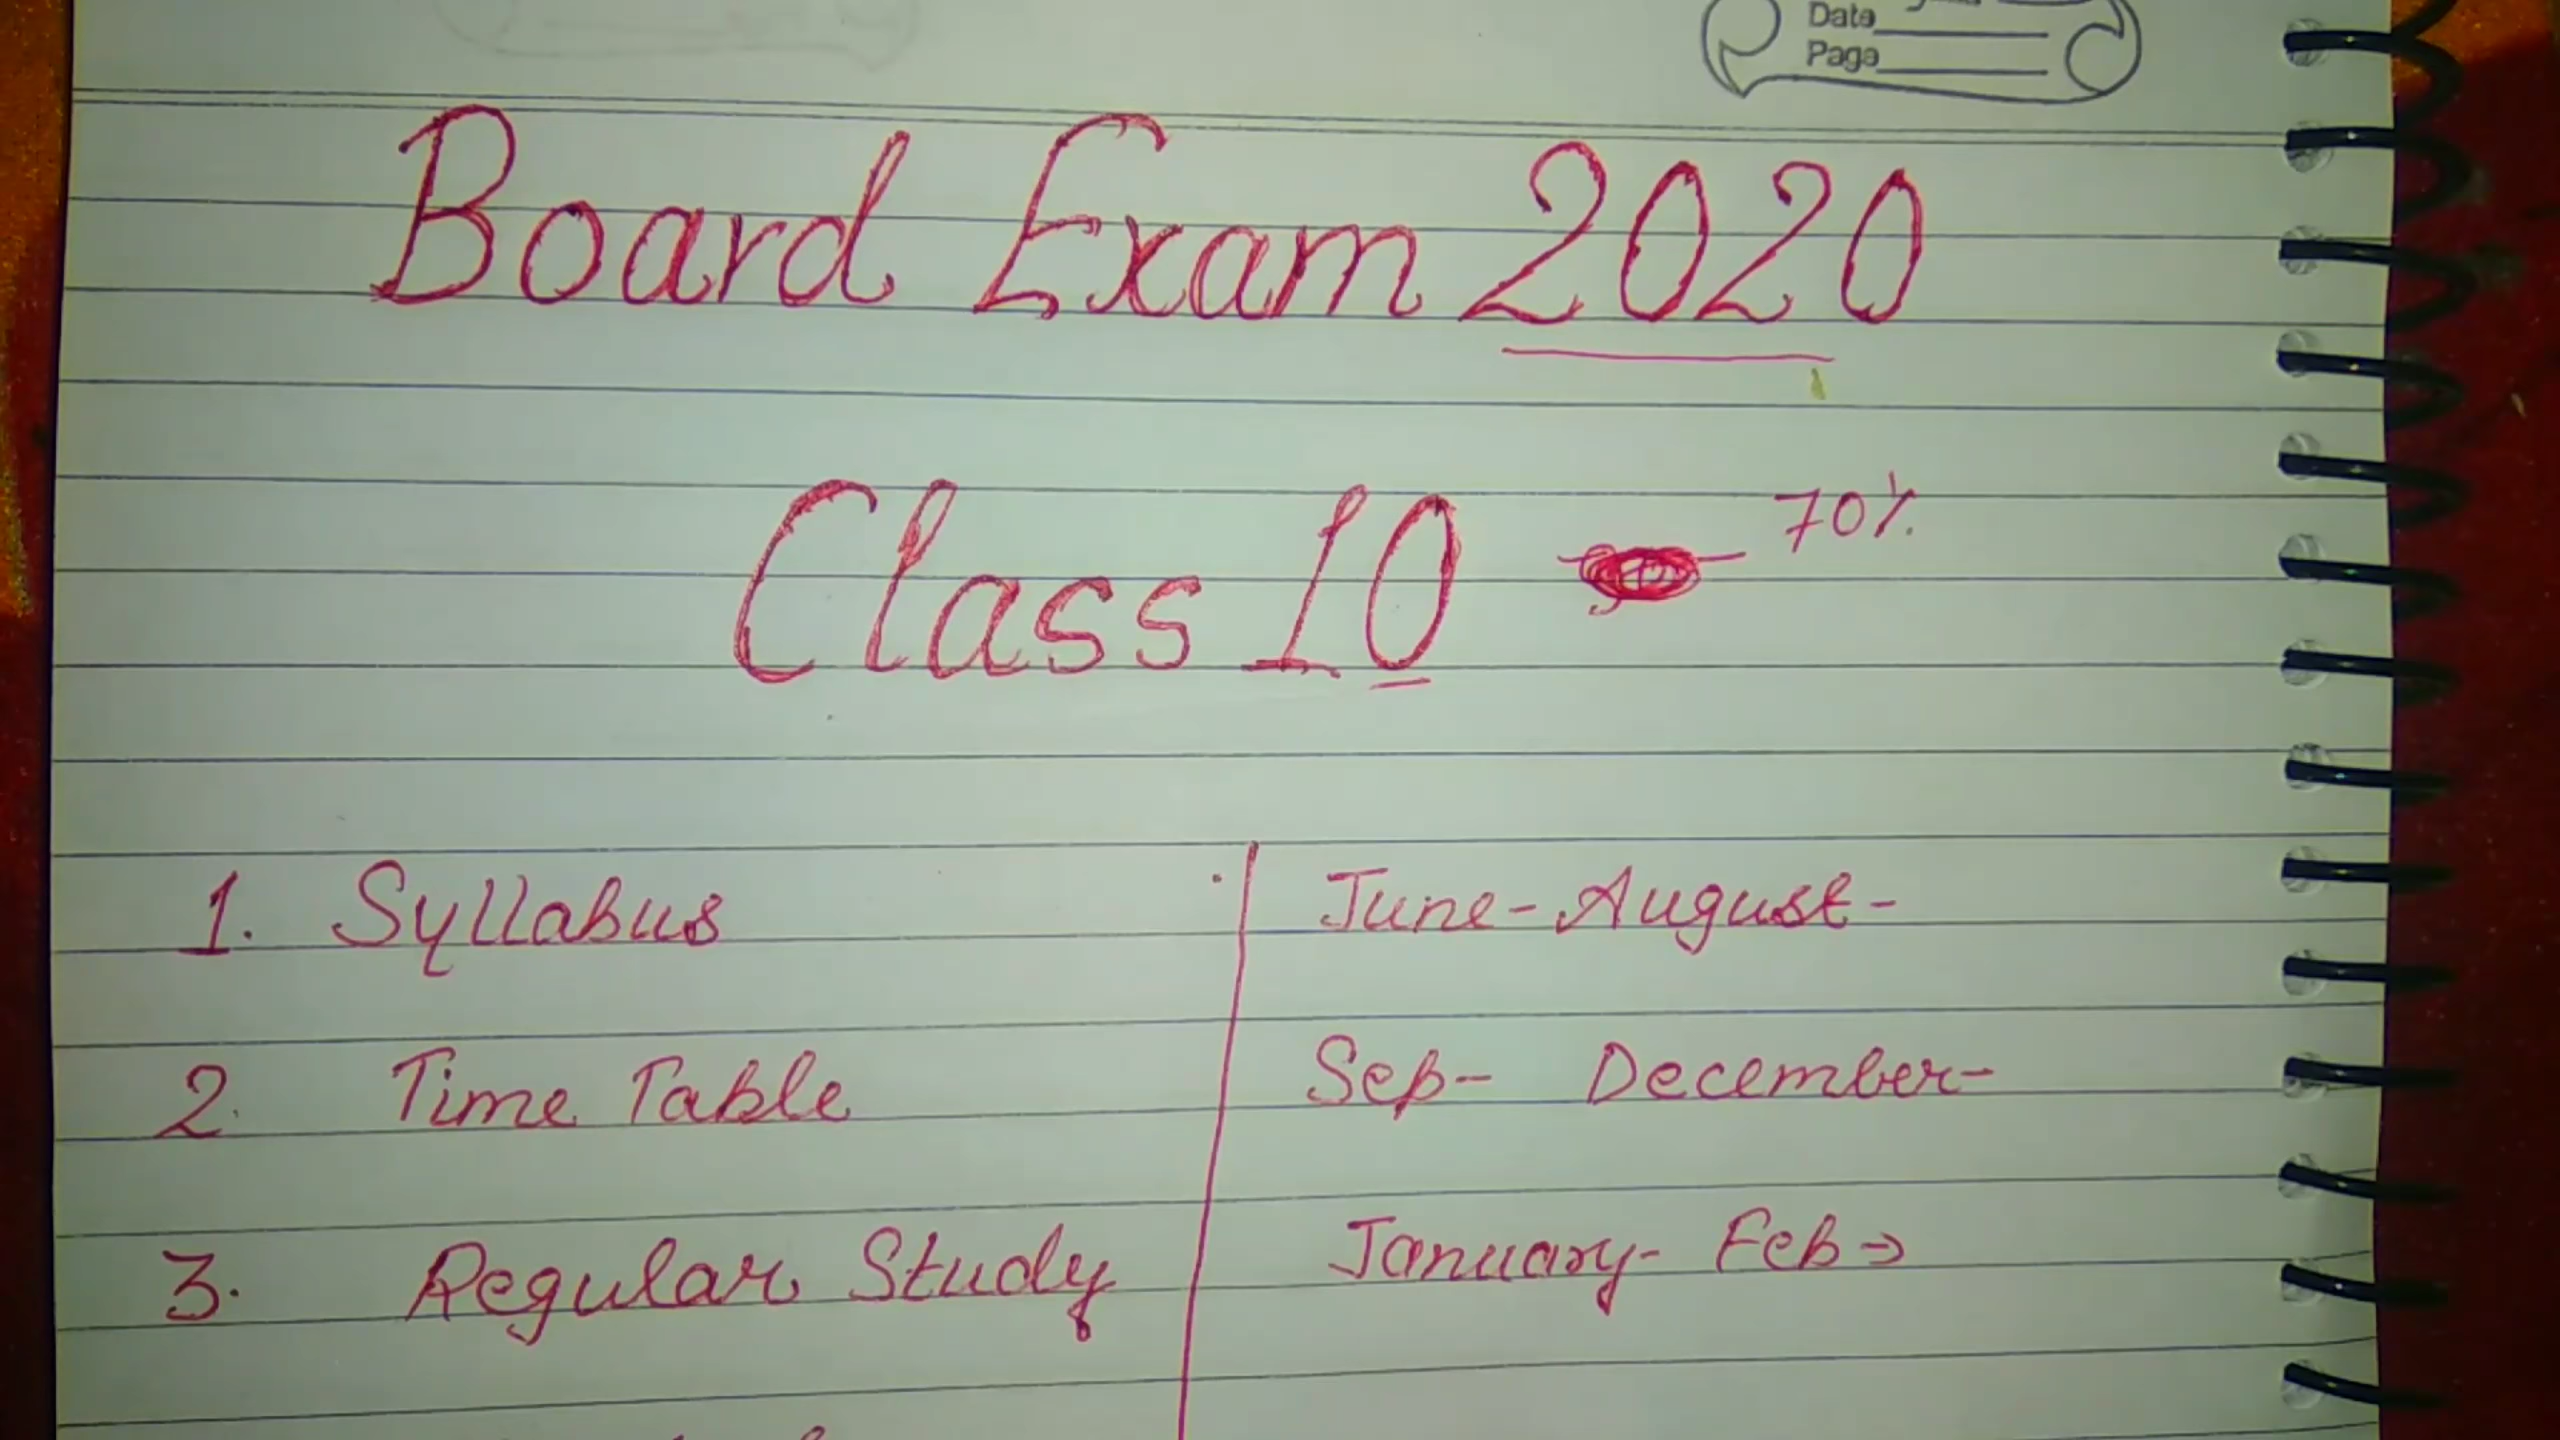 Date
Page
Board Exam 2020
Class 10
70%
1. Syllabus
2. Time Table
3. Regular Study
June-August-
Sep- December-
January- Feb→